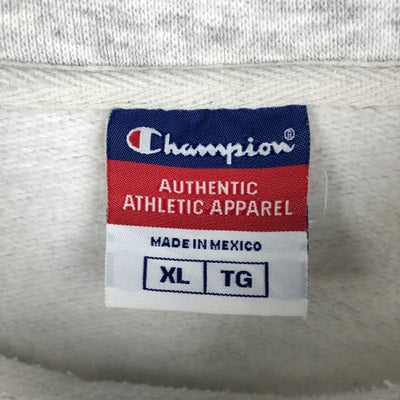 Champion®
AUTHENTIC
ATHLETIC APPAREL
MADE IN MEXICO
XL TG